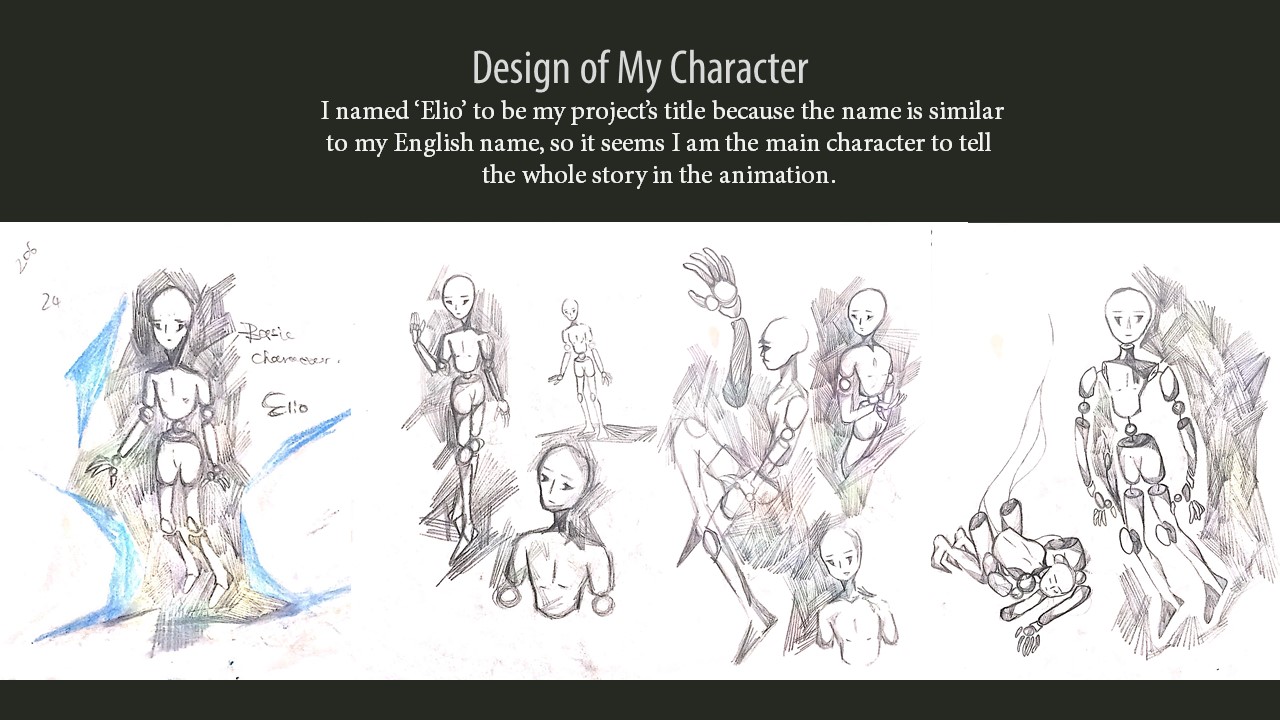 Design of My Character
I named ‘Elio’ to be my project’s title because the name is similar
to my English name, so it seems I am the main character to tell
the whole story in the animation.
Basic
character.
Elio